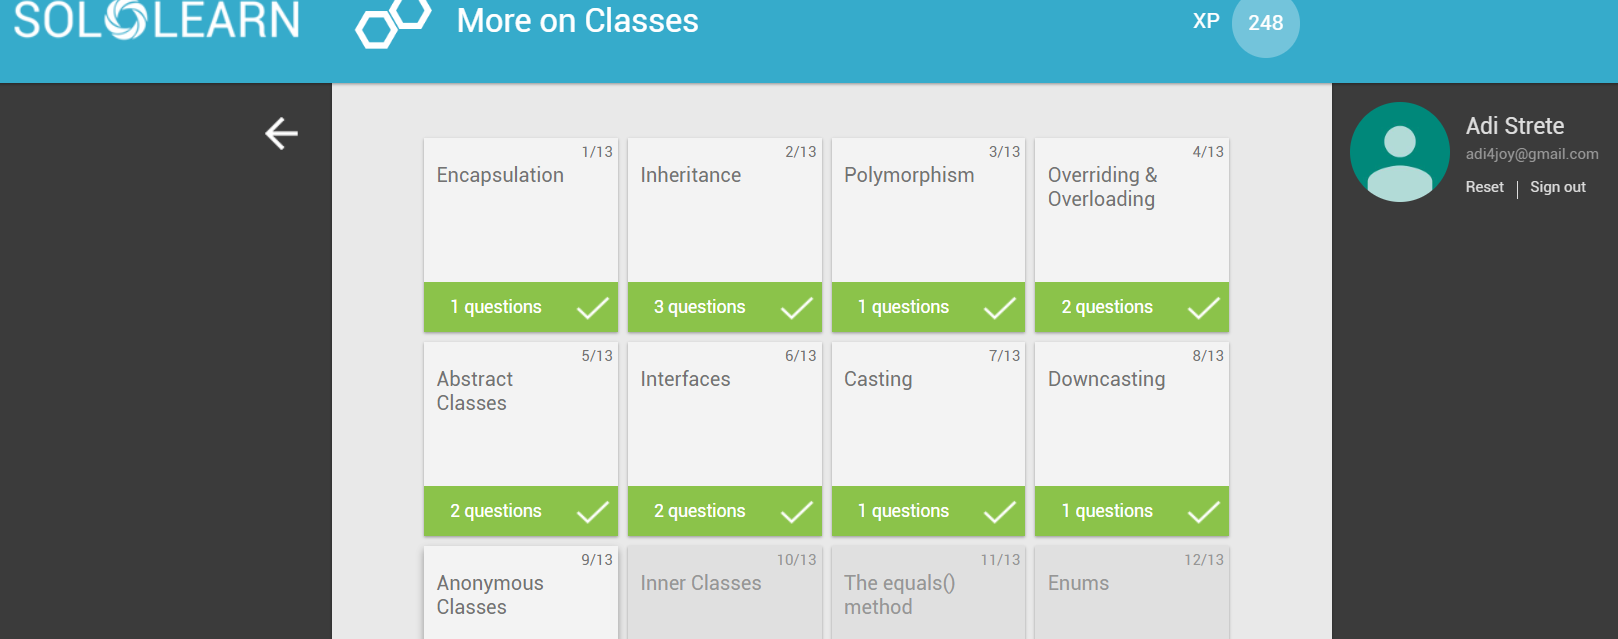 SOLOLEARN
More on Classes
XP 248
Adi Strete
adi4joy@gmail.com
Reset | Sign out
1/13
Encapsulation
1 questions
2/13
Inheritance
3 questions
3/13
Polymorphism
1 questions
4/13
Overriding &
Overloading
2 questions
5/13
Abstract
Classes
2 questions
6/13
Interfaces
2 questions
7/13
Casting
1 questions
8/13
Downcasting
1 questions
9/13
Anonymous
Classes
10/13
Inner Classes
11/13
The equals()
method
12/13
Enums